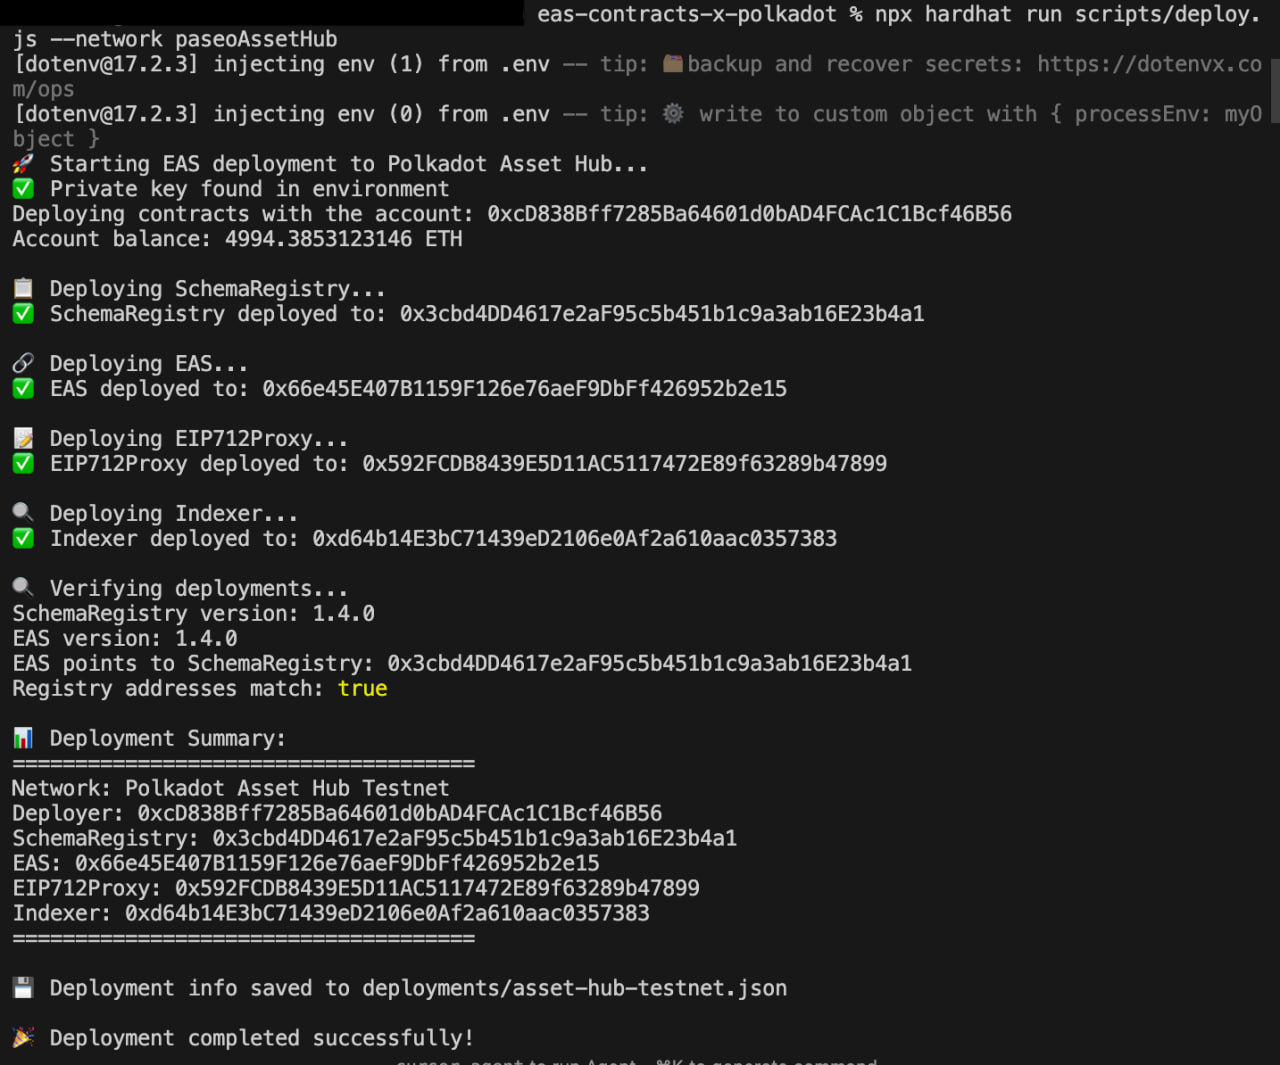 eas-contracts-x-polkadot % npx hardhat run scripts/deploy.
js --network paseoAssetHub
[dotenv@17.2.3] injecting env (1) from .env -- tip: 🗂️backup and recover secrets: https://dotenvx.co
m/ops
[dotenv@17.2.3] injecting env (0) from .env -- tip: ⚙️ write to custom object with { processEnv: myO
bject }
🚀 Starting EAS deployment to Polkadot Asset Hub...
✅ Private key found in environment
Deploying contracts with the account: 0xcD838Bff7285Ba64601d0bAD4FCAc1C1Bcf46B56
Account balance: 4994.3853123146 ETH
📋 Deploying SchemaRegistry...
✅ SchemaRegistry deployed to: 0x3cbd4DD4617e2aF95c5b451b1c9a3ab16E23b4a1
🔗 Deploying EAS...
✅ EAS deployed to: 0x66e45E407B1159F126e76aeF9DbFf426952b2e15
📝 Deploying EIP712Proxy...
✅ EIP712Proxy deployed to: 0x592FCDB8439E5D11AC5117472E89f63289b47899
🔍 Deploying Indexer...
✅ Indexer deployed to: 0xd64b14E3bC71439eD2106e0Af2a610aac0357383
🔍 Verifying deployments...
SchemaRegistry version: 1.4.0
EAS version: 1.4.0
EAS points to SchemaRegistry: 0x3cbd4DD4617e2aF95c5b451b1c9a3ab16E23b4a1
Registry addresses match: true
📊 Deployment Summary:
=====================================
Network: Polkadot Asset Hub Testnet
Deployer: 0xcD838Bff7285Ba64601d0bAD4FCAc1C1Bcf46B56
SchemaRegistry: 0x3cbd4DD4617e2aF95c5b451b1c9a3ab16E23b4a1
EAS: 0x66e45E407B1159F126e76aeF9DbFf426952b2e15
EIP712Proxy: 0x592FCDB8439E5D11AC5117472E89f63289b47899
Indexer: 0xd64b14E3bC71439eD2106e0Af2a610aac0357383
=====================================
💾 Deployment info saved to deployments/asset-hub-testnet.json
🎉 Deployment completed successfully!